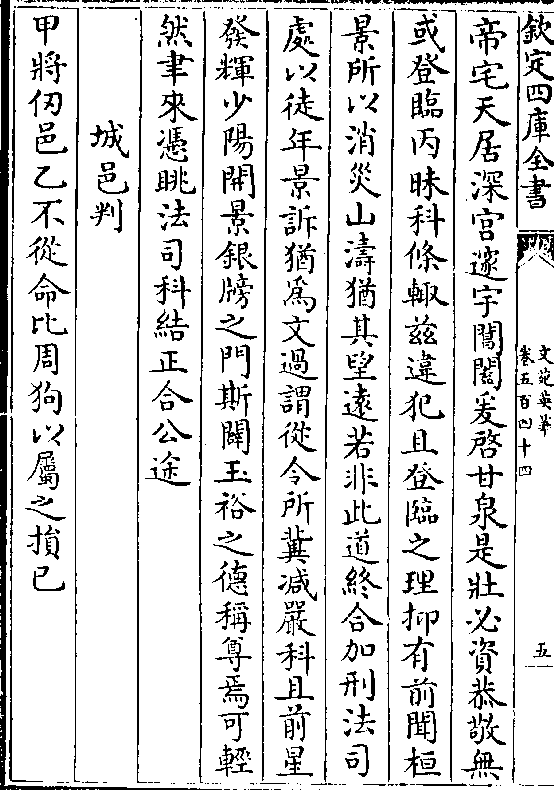 欽定四庫全書
文苑英華
卷五百四十四
五
帝宅天居深宫邃宇閶闔爰啓甘泉是壯必資恭敬無
或登臨丙昧科條輙兹違犯且登臨之理抑有前聞桓
景所以消災山濤猶其望遠若非此道終合加刑法司
處以徒年景訴猶為文過謂從令所兾减嚴科且前星
發輝少陽開景銀牓之門斯闢玉裕之德稱尊焉可輕
然聿來憑眺法司科結正合公途
城邑判
甲將仞邑乙不從命比周狥以屬之揁已